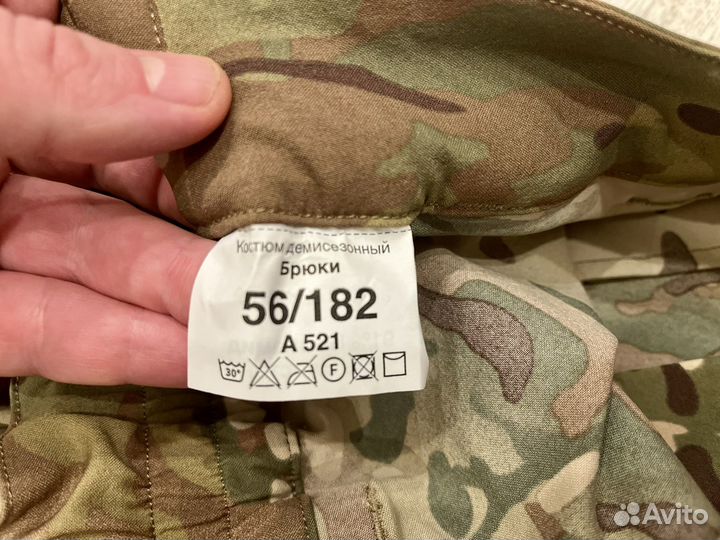 Костюм демисезонный
Брюки
56/182
А 521
30°
F
Avito